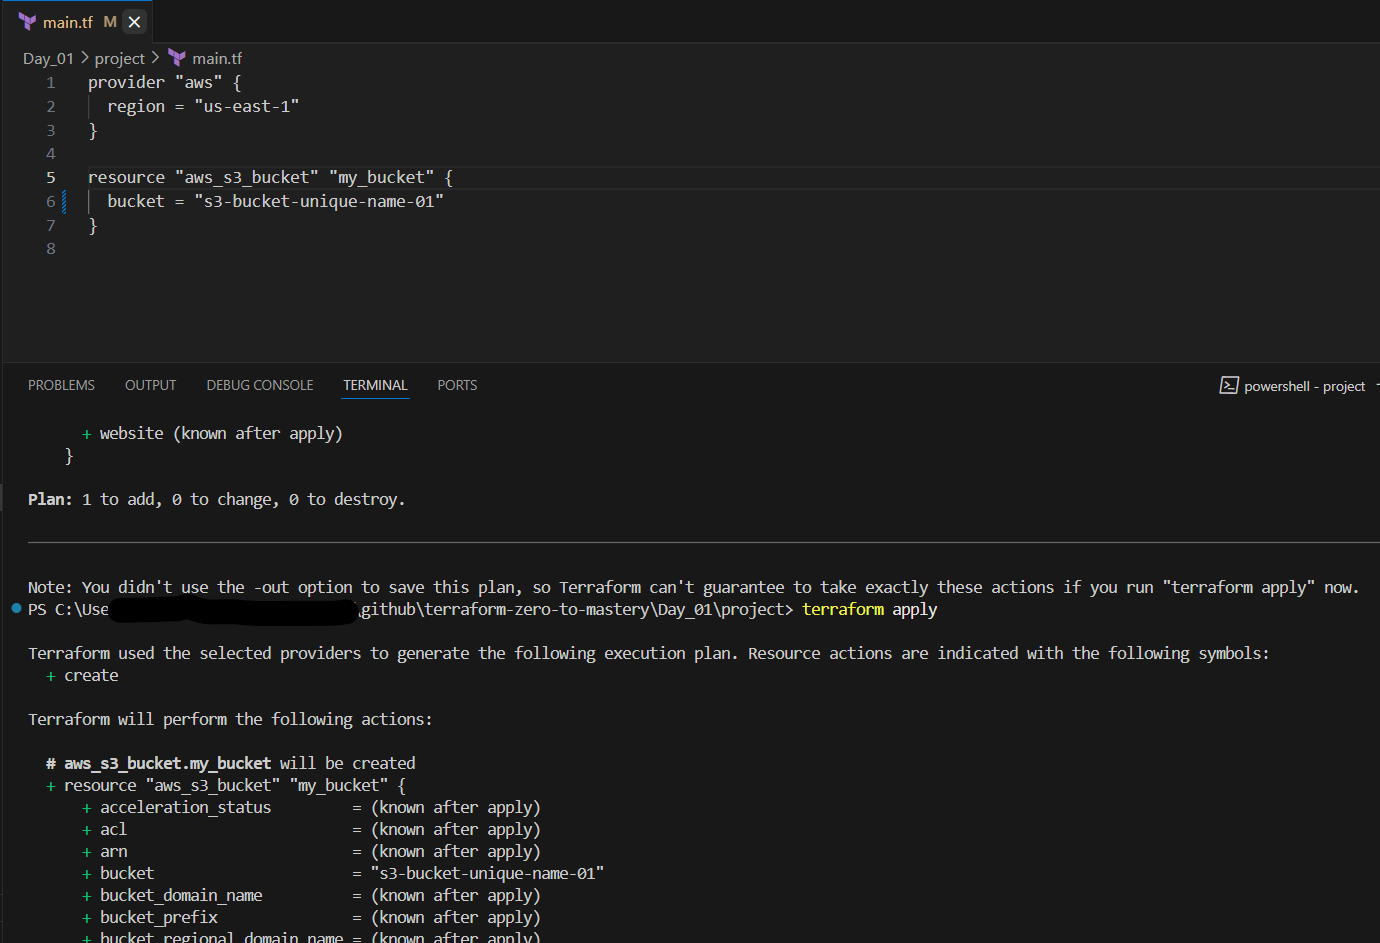 main.tf M
Day_01 > project > main.tf
1 provider "aws" {
2 region = "us-east-1"
3 }
4
5 resource "aws_s3_bucket" "my_bucket" {
6 bucket = "s3-bucket-unique-name-01"
7 }
8
PROBLEMS OUTPUT DEBUG CONSOLE TERMINAL PORTS powershell - project
+ website (known after apply)
}
Plan: 1 to add, 0 to change, 0 to destroy.
Note: You didn't use the -out option to save this plan, so Terraform can't guarantee to take exactly these actions if you run "terraform apply" now.
PS C:\Use \github\terraform-zero-to-mastery\Day_01\project> terraform apply
Terraform used the selected providers to generate the following execution plan. Resource actions are indicated with the following symbols:
+ create
Terraform will perform the following actions:
# aws_s3_bucket.my_bucket will be created
+ resource "aws_s3_bucket" "my_bucket" {
+ acceleration_status = (known after apply)
+ acl = (known after apply)
+ arn = (known after apply)
+ bucket = "s3-bucket-unique-name-01"
+ bucket_domain_name = (known after apply)
+ bucket_prefix = (known after apply)
+ bucket_regional_domain_name = (known after apply)